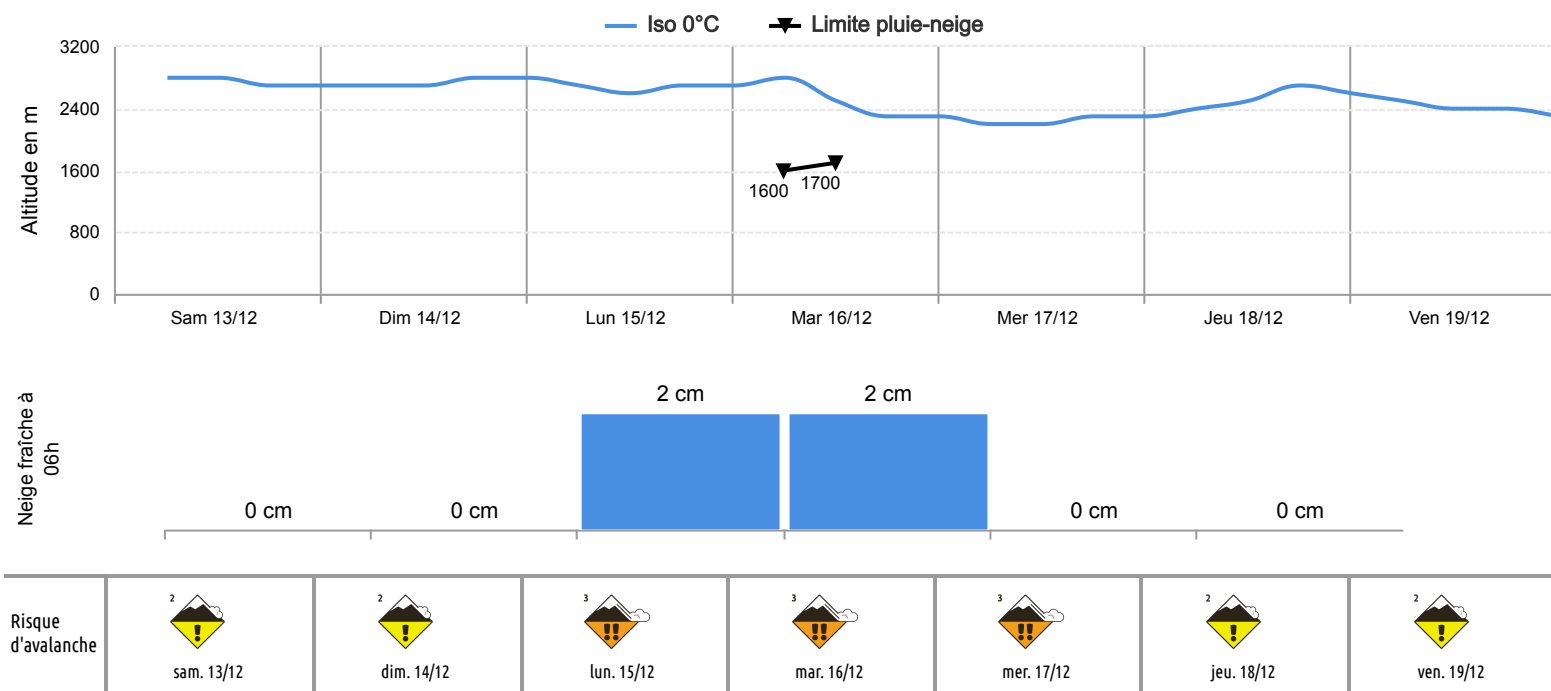 Iso 0°C Limite pluie-neige
Altitude en m
3200
2400
1600
800
0
1600 1700
Sam 13/12 Dim 14/12 Lun 15/12 Mar 16/12 Mer 17/12 Jeu 18/12 Ven 19/12
Neige fraîche à
06h
0 cm 0 cm 2 cm 2 cm 0 cm 0 cm
Risque
d'avalanche
2 2 3 3 3 2 2
! ! !! !! !! ! !
sam. 13/12 dim. 14/12 lun. 15/12 mar. 16/12 mer. 17/12 jeu. 18/12 ven. 19/12